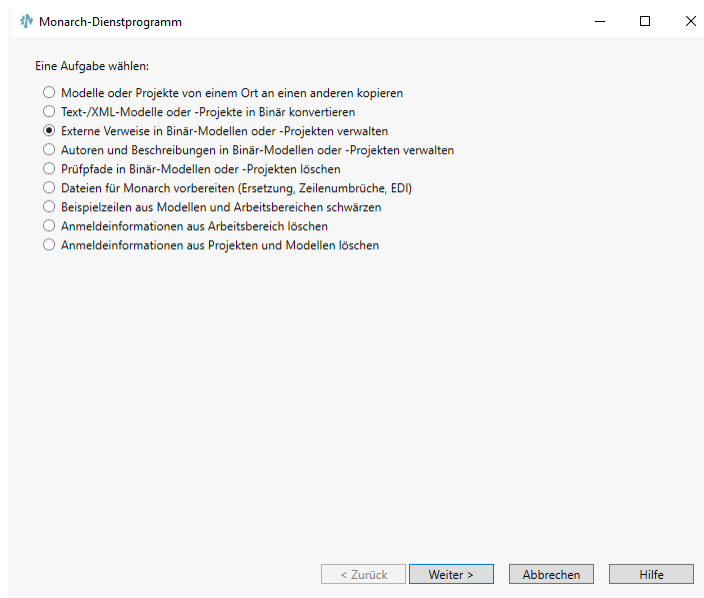 Monarch-Dienstprogramm
Eine Aufgabe wählen:
Modelle oder Projekte von einem Ort an einen anderen kopieren
Text-/XML-Modelle oder -Projekte in Binär konvertieren
Externe Verweise in Binär-Modellen oder -Projekten verwalten
Autoren und Beschreibungen in Binär-Modellen oder -Projekten verwalten
Prüfpfade in Binär-Modellen oder -Projekten löschen
Dateien für Monarch vorbereiten (Ersetzung, Zeilenumbrüche, EDI)
Beispielzeilen aus Modellen und Arbeitsbereichen schwärzen
Anmeldeinformationen aus Arbeitsbereich löschen
Anmeldeinformationen aus Projekten und Modellen löschen
< Zurück Weiter > Abbrechen Hilfe